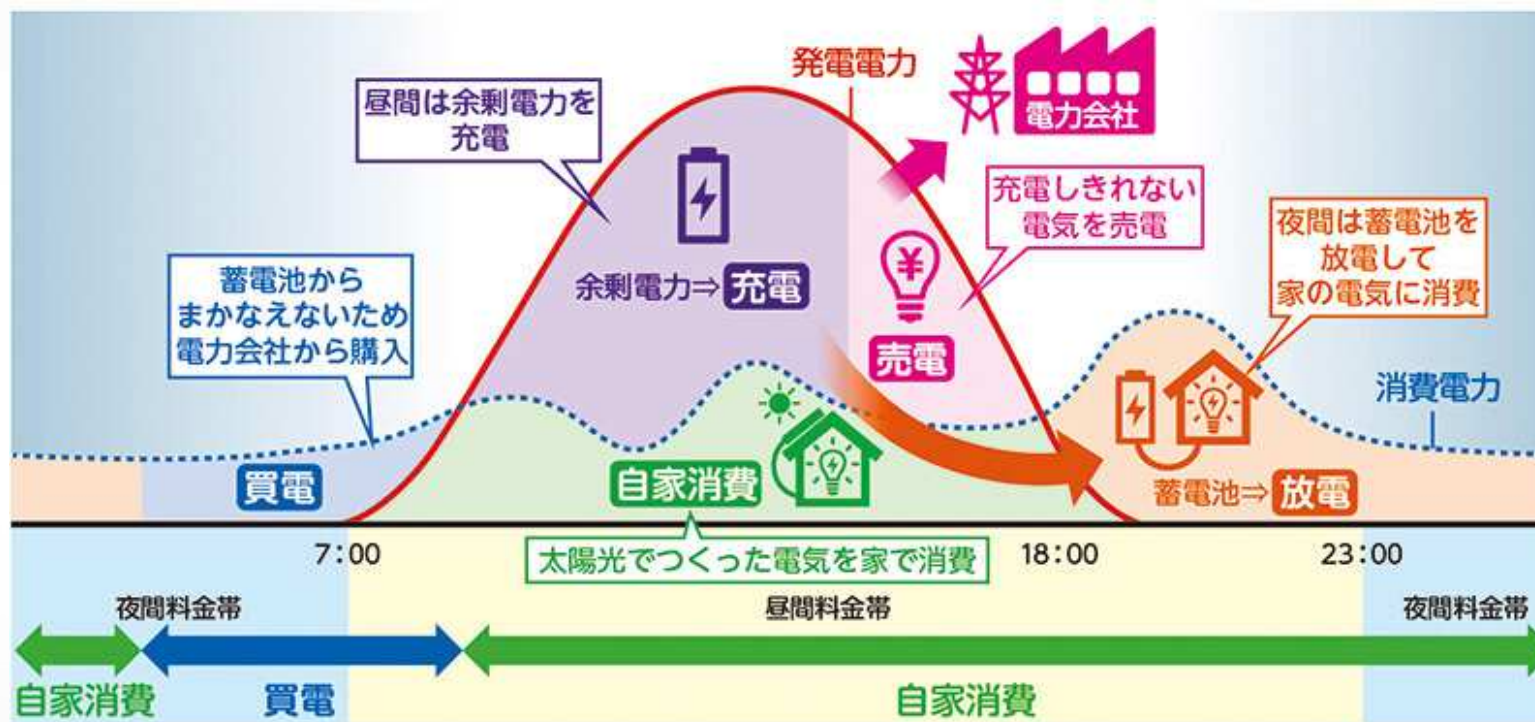 発電電力
電力会社
昼間は余剰電力を
充電
充電しきれない
電気を売電
夜間は蓄電池を
放電して
家の電気に消費
蓄電池から
まかなえないため
電力会社から購入
余剰電力⇒充電
¥
売電
消費電力
買電
自家消費
蓄電池⇒放電
7:00
太陽光でつくった電気を家で消費
18:00
23:00
夜間料金帯
昼間料金帯
夜間料金帯
自家消費
買電
自家消費